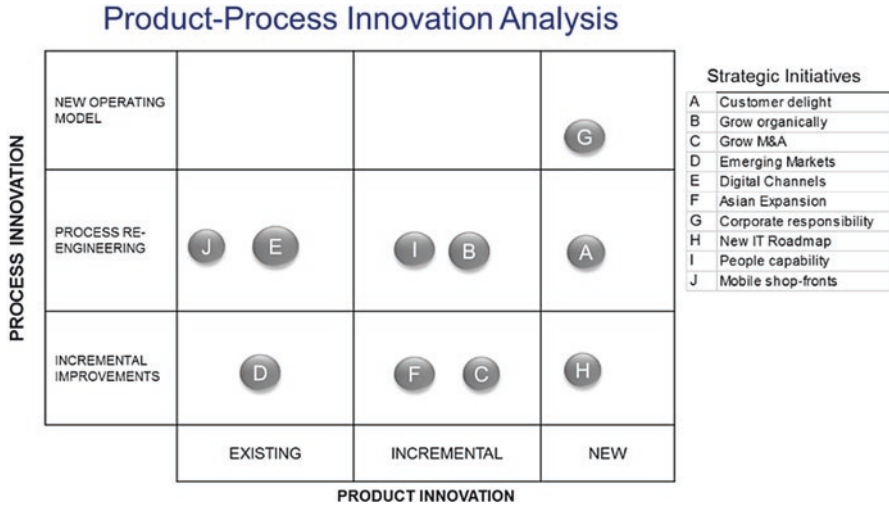 Product-Process Innovation Analysis
PROCESS INNOVATION
NEW OPERATING
MODEL
G
PROCESS RE-
ENGINEERING
J E I B A
INCREMENTAL
IMPROVEMENTS
D F C H
EXISTING INCREMENTAL NEW
PRODUCT INNOVATION
Strategic Initiatives
A Customer delight
B Grow organically
C Grow M&A
D Emerging Markets
E Digital Channels
F Asian Expansion
G Corporate responsibility
H New IT Roadmap
I People capability
J Mobile shop-fronts